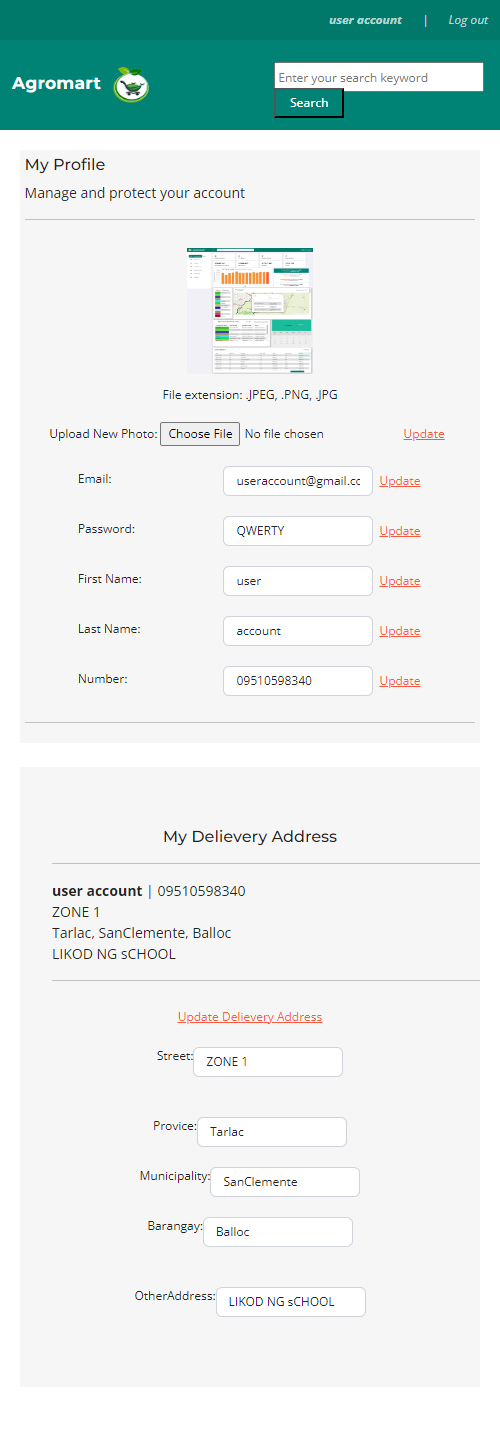 user account | Log out
Agromart
Enter your search keyword
Search
My Profile
Manage and protect your account
File extension: .JPEG, .PNG, .JPG
Upload New Photo: Choose File No file chosen Update
Email: useraccount@gmail.cc Update
Password: QWERTY Update
First Name: user Update
Last Name: account Update
Number: 09510598340 Update
My Delievery Address
user account | 09510598340
ZONE 1
Tarlac, SanClemente, Balloc
LIKOD NG sCHOOL
Update Delievery Address
Street: ZONE 1
Provice: Tarlac
Municipality: SanClemente
Barangay: Balloc
OtherAddress: LIKOD NG sCHOOL